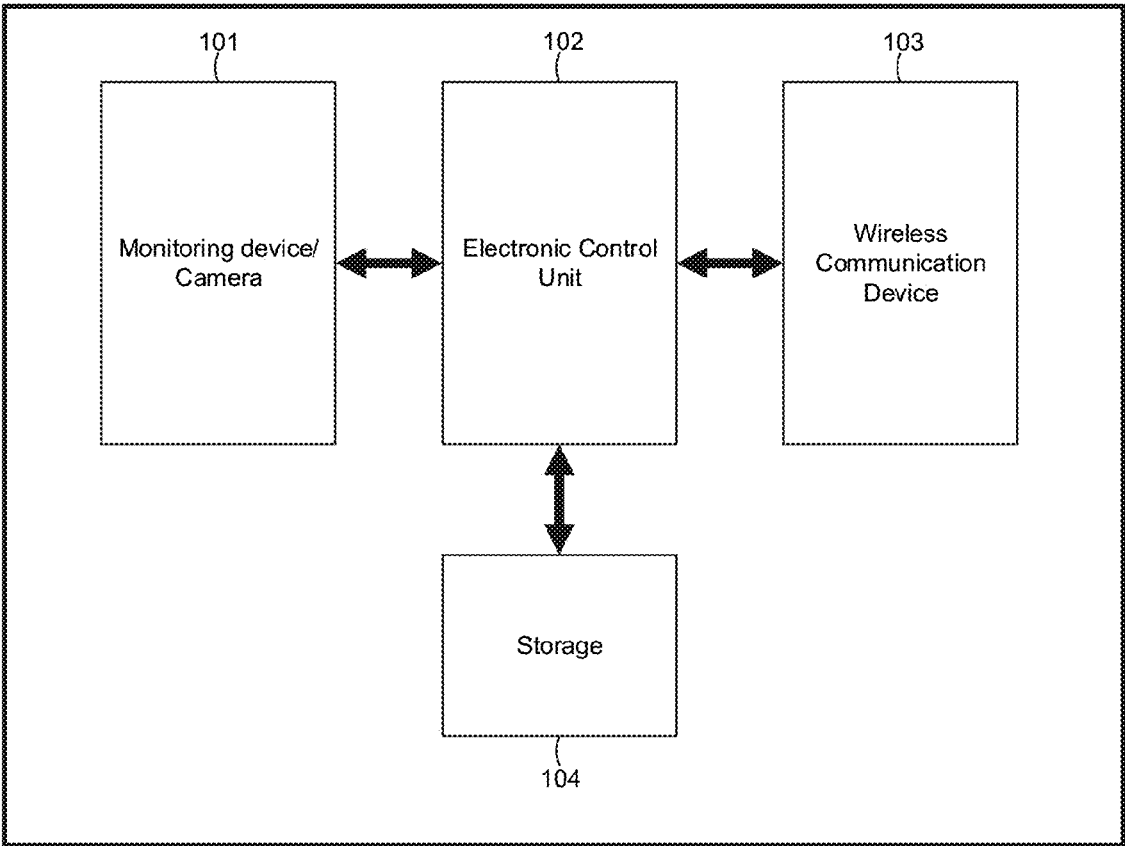 101
102
103
Monitoring device/
Camera
Electronic Control
Unit
Wireless
Communication
Device
Storage
104